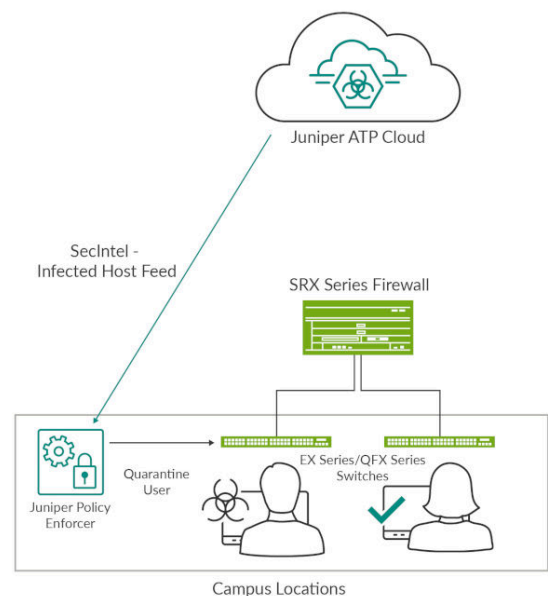 Juniper ATP Cloud
SecIntel -
Infected Host Feed
SRX Series Firewall
Quarantine
User
EX Series/QFX Series
Switches
Juniper Policy
Enforcer
Campus Locations